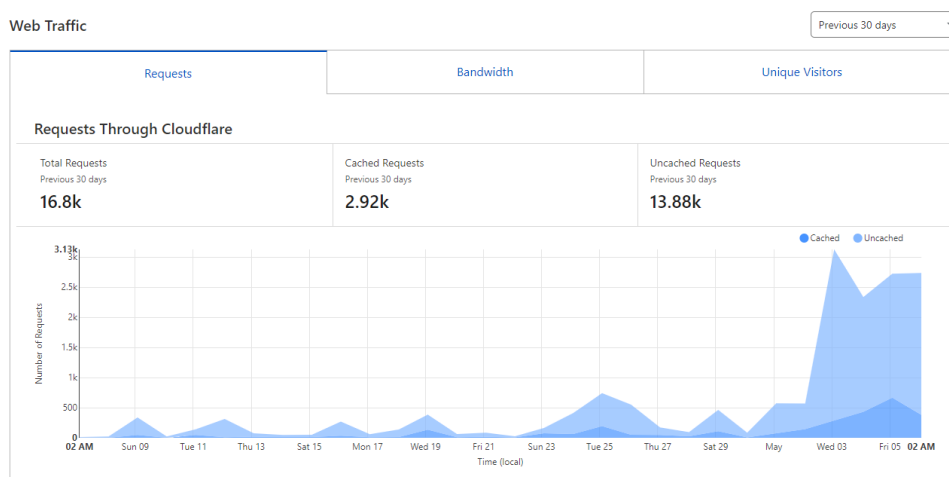 Web Traffic
Previous 30 days
Requests
Bandwidth
Unique Visitors
Requests Through Cloudflare
Total Requests
Previous 30 days
16.8k
Cached Requests
Previous 30 days
2.92k
Uncached Requests
Previous 30 days
13.88k
Cached Uncached
3.13k
3k
2.5k
2k
1.5k
1k
500
0
Number of Requests
02 AM Sun 09 Tue 11 Thu 13 Sat 15 Mon 17 Wed 19 Fri 21 Sun 23 Tue 25 Thu 27 Sat 29 May Wed 03 Fri 05 02 AM
Time (local)